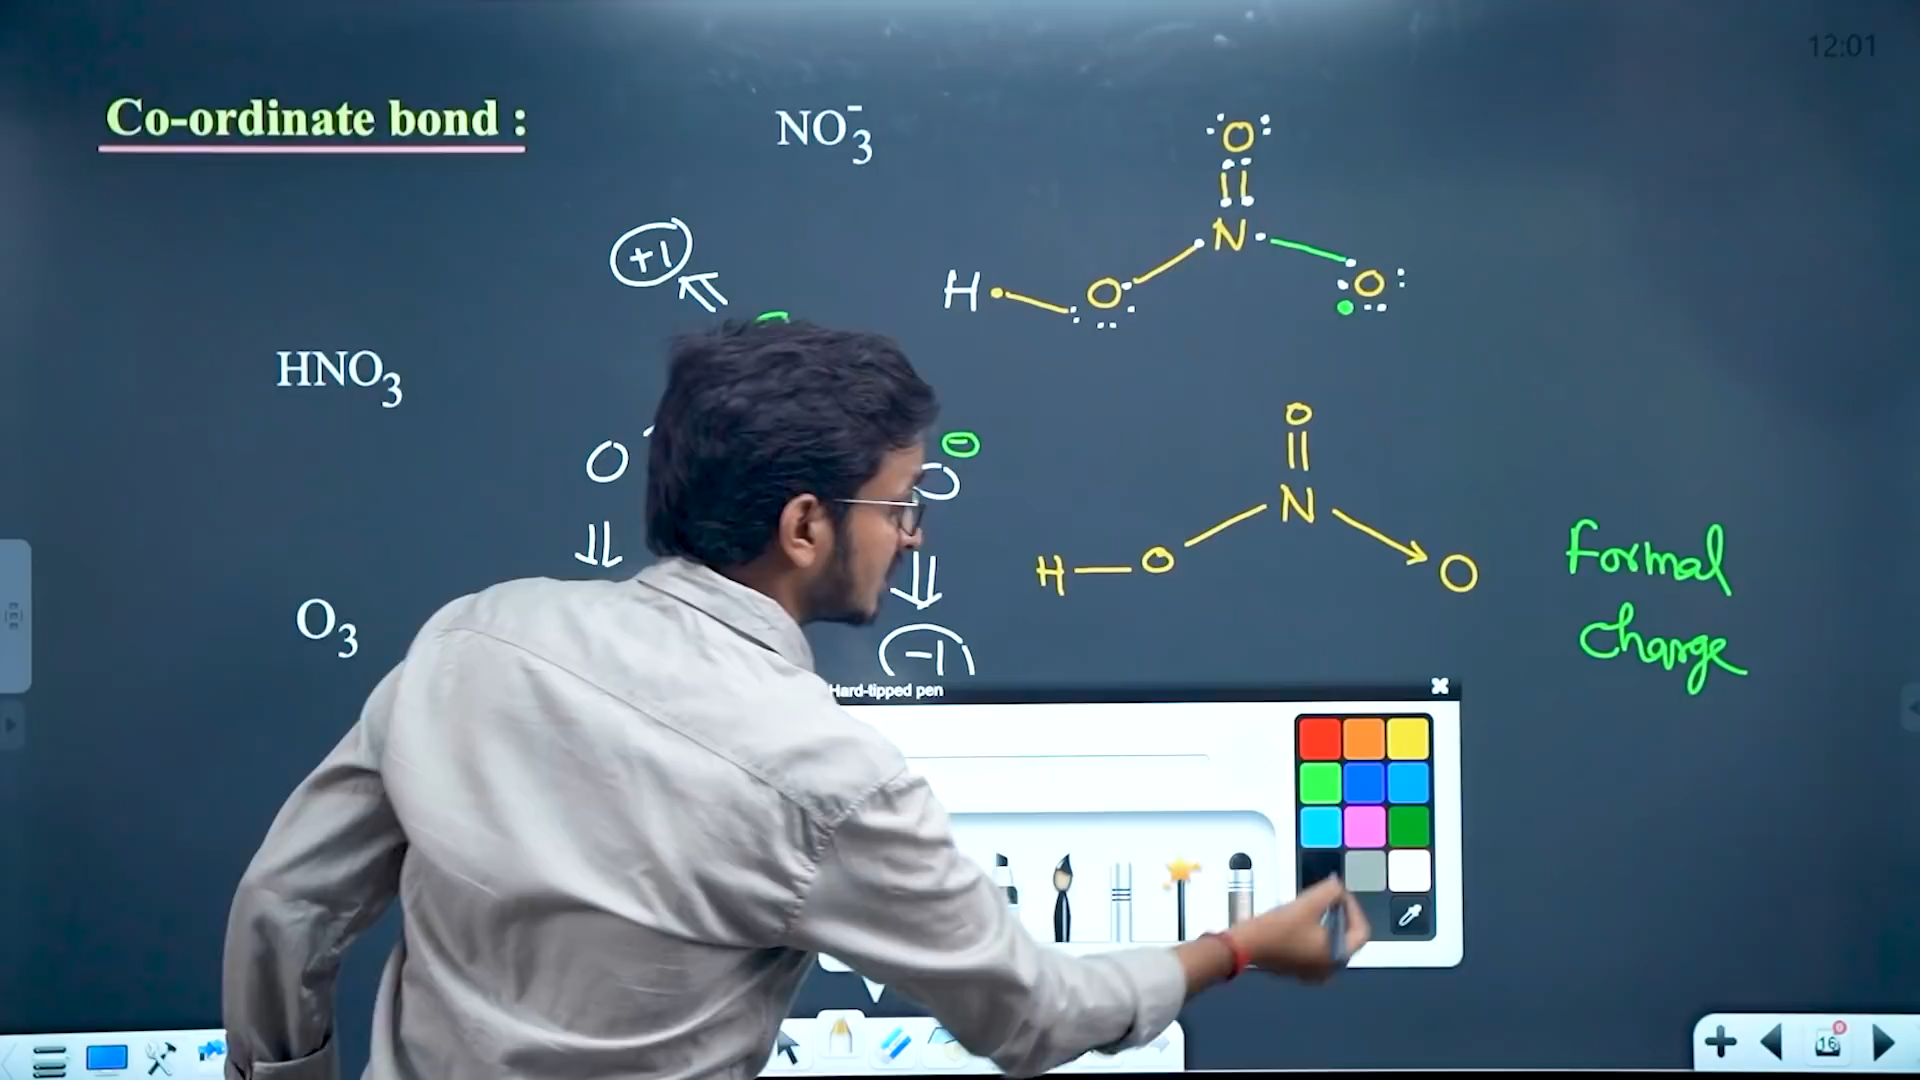 12:01
Co-ordinate bond :
NO₃⁻
:O:
N
H
O
O:
+1
HNO₃
O
O
⊖
O
N
H — O
O
Formal
Charge
O₃
-1
Hard-tipped pen
16